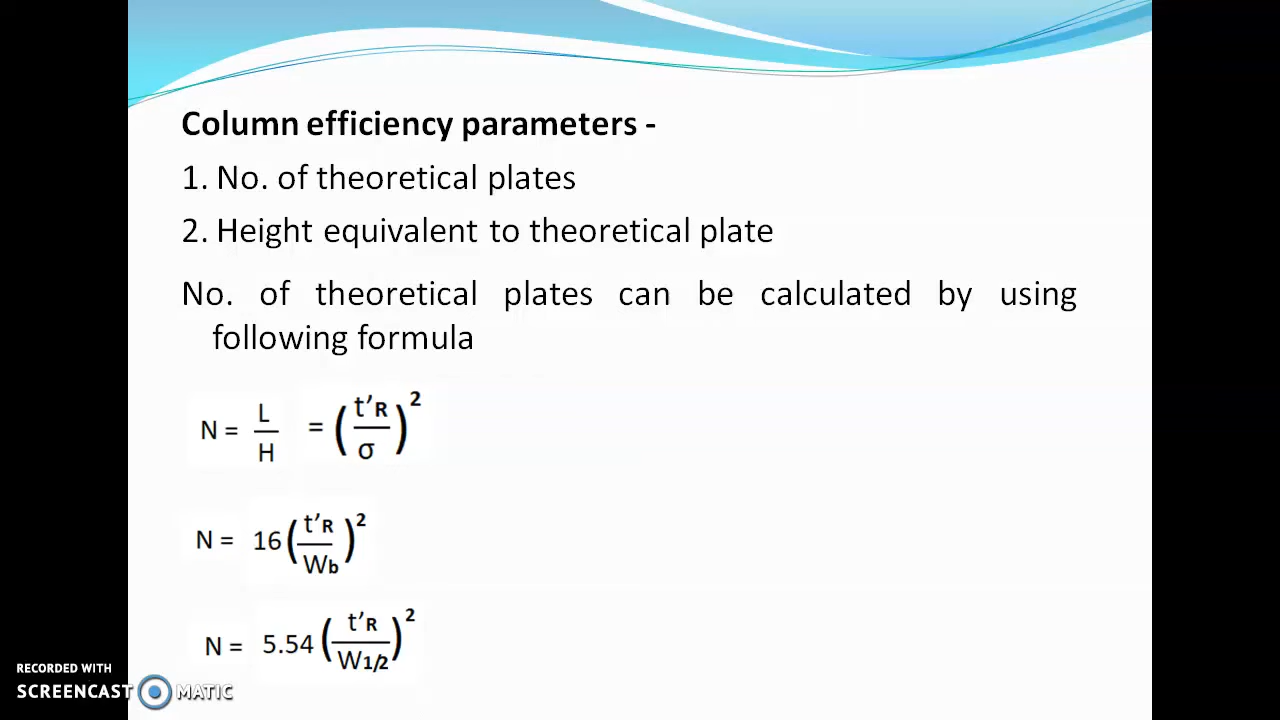 Column efficiency parameters -
1. No. of theoretical plates
2. Height equivalent to theoretical plate
No. of theoretical plates can be calculated by using
following formula
N = L/H = (t’R/σ)²
N = 16 (t’R/Wb)²
N = 5.54 (t’R/W1/2)²
RECORDED WITH
SCREENCAST MATIC